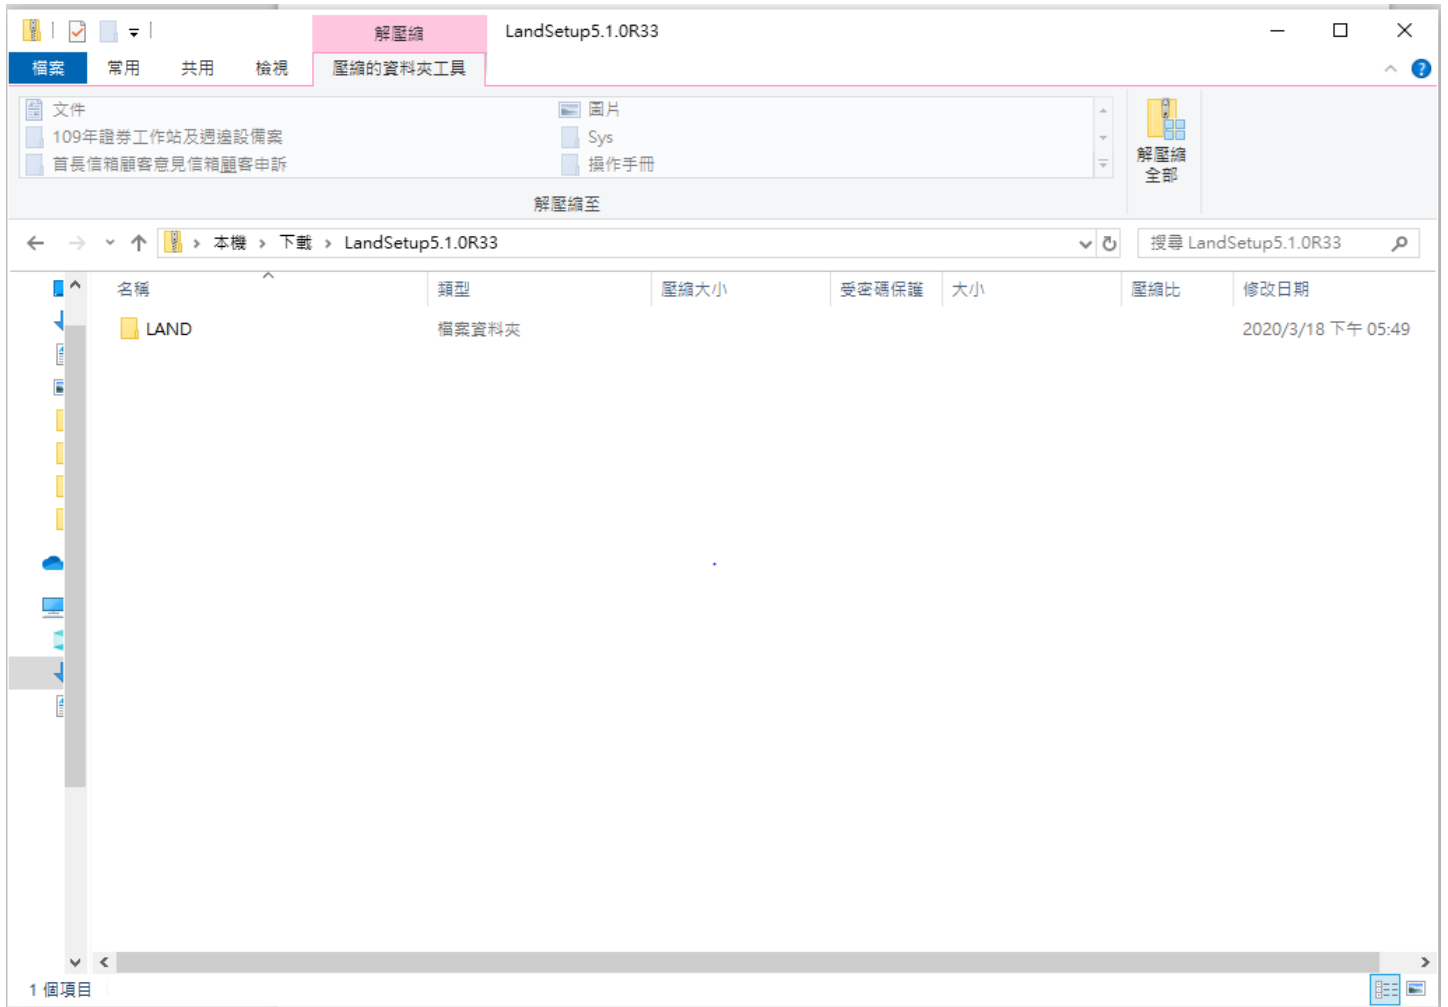 解壓縮
LandSetup5.1.0R33
檔案 常用 共用 檢視 壓縮的資料夾工具
文件 圖片
109年證券工作站及週邊設備案 Sys
首長信箱顧客意見信箱顧客申訴 操作手冊
解壓縮
全部
解壓縮至
本機 › 下載 › LandSetup5.1.0R33
搜尋 LandSetup5.1.0R33
名稱 類型 壓縮大小 受密碼保護 大小 壓縮比 修改日期
LAND 檔案資料夾 2020/3/18 下午 05:49
1 個項目